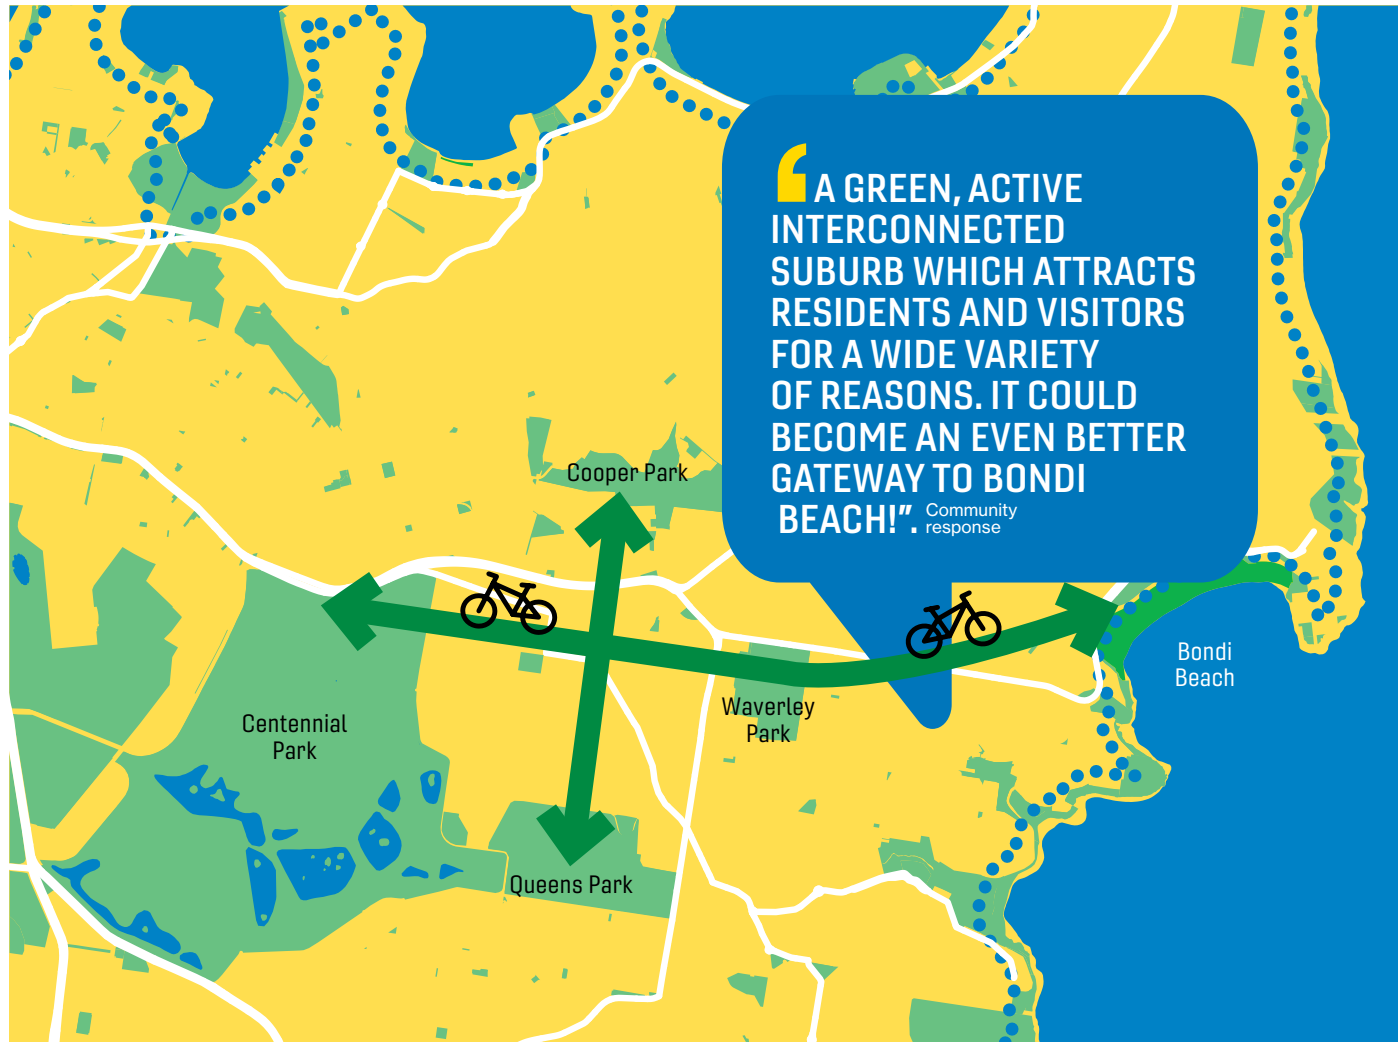 ‘ A GREEN, ACTIVE
INTERCONNECTED
SUBURB WHICH ATTRACTS
RESIDENTS AND VISITORS
FOR A WIDE VARIETY
OF REASONS. IT COULD
BECOME AN EVEN BETTER
GATEWAY TO BONDI
BEACH!”. Community
response
Cooper Park
Bondi
Beach
Waverley
Park
Centennial
Park
Queens Park